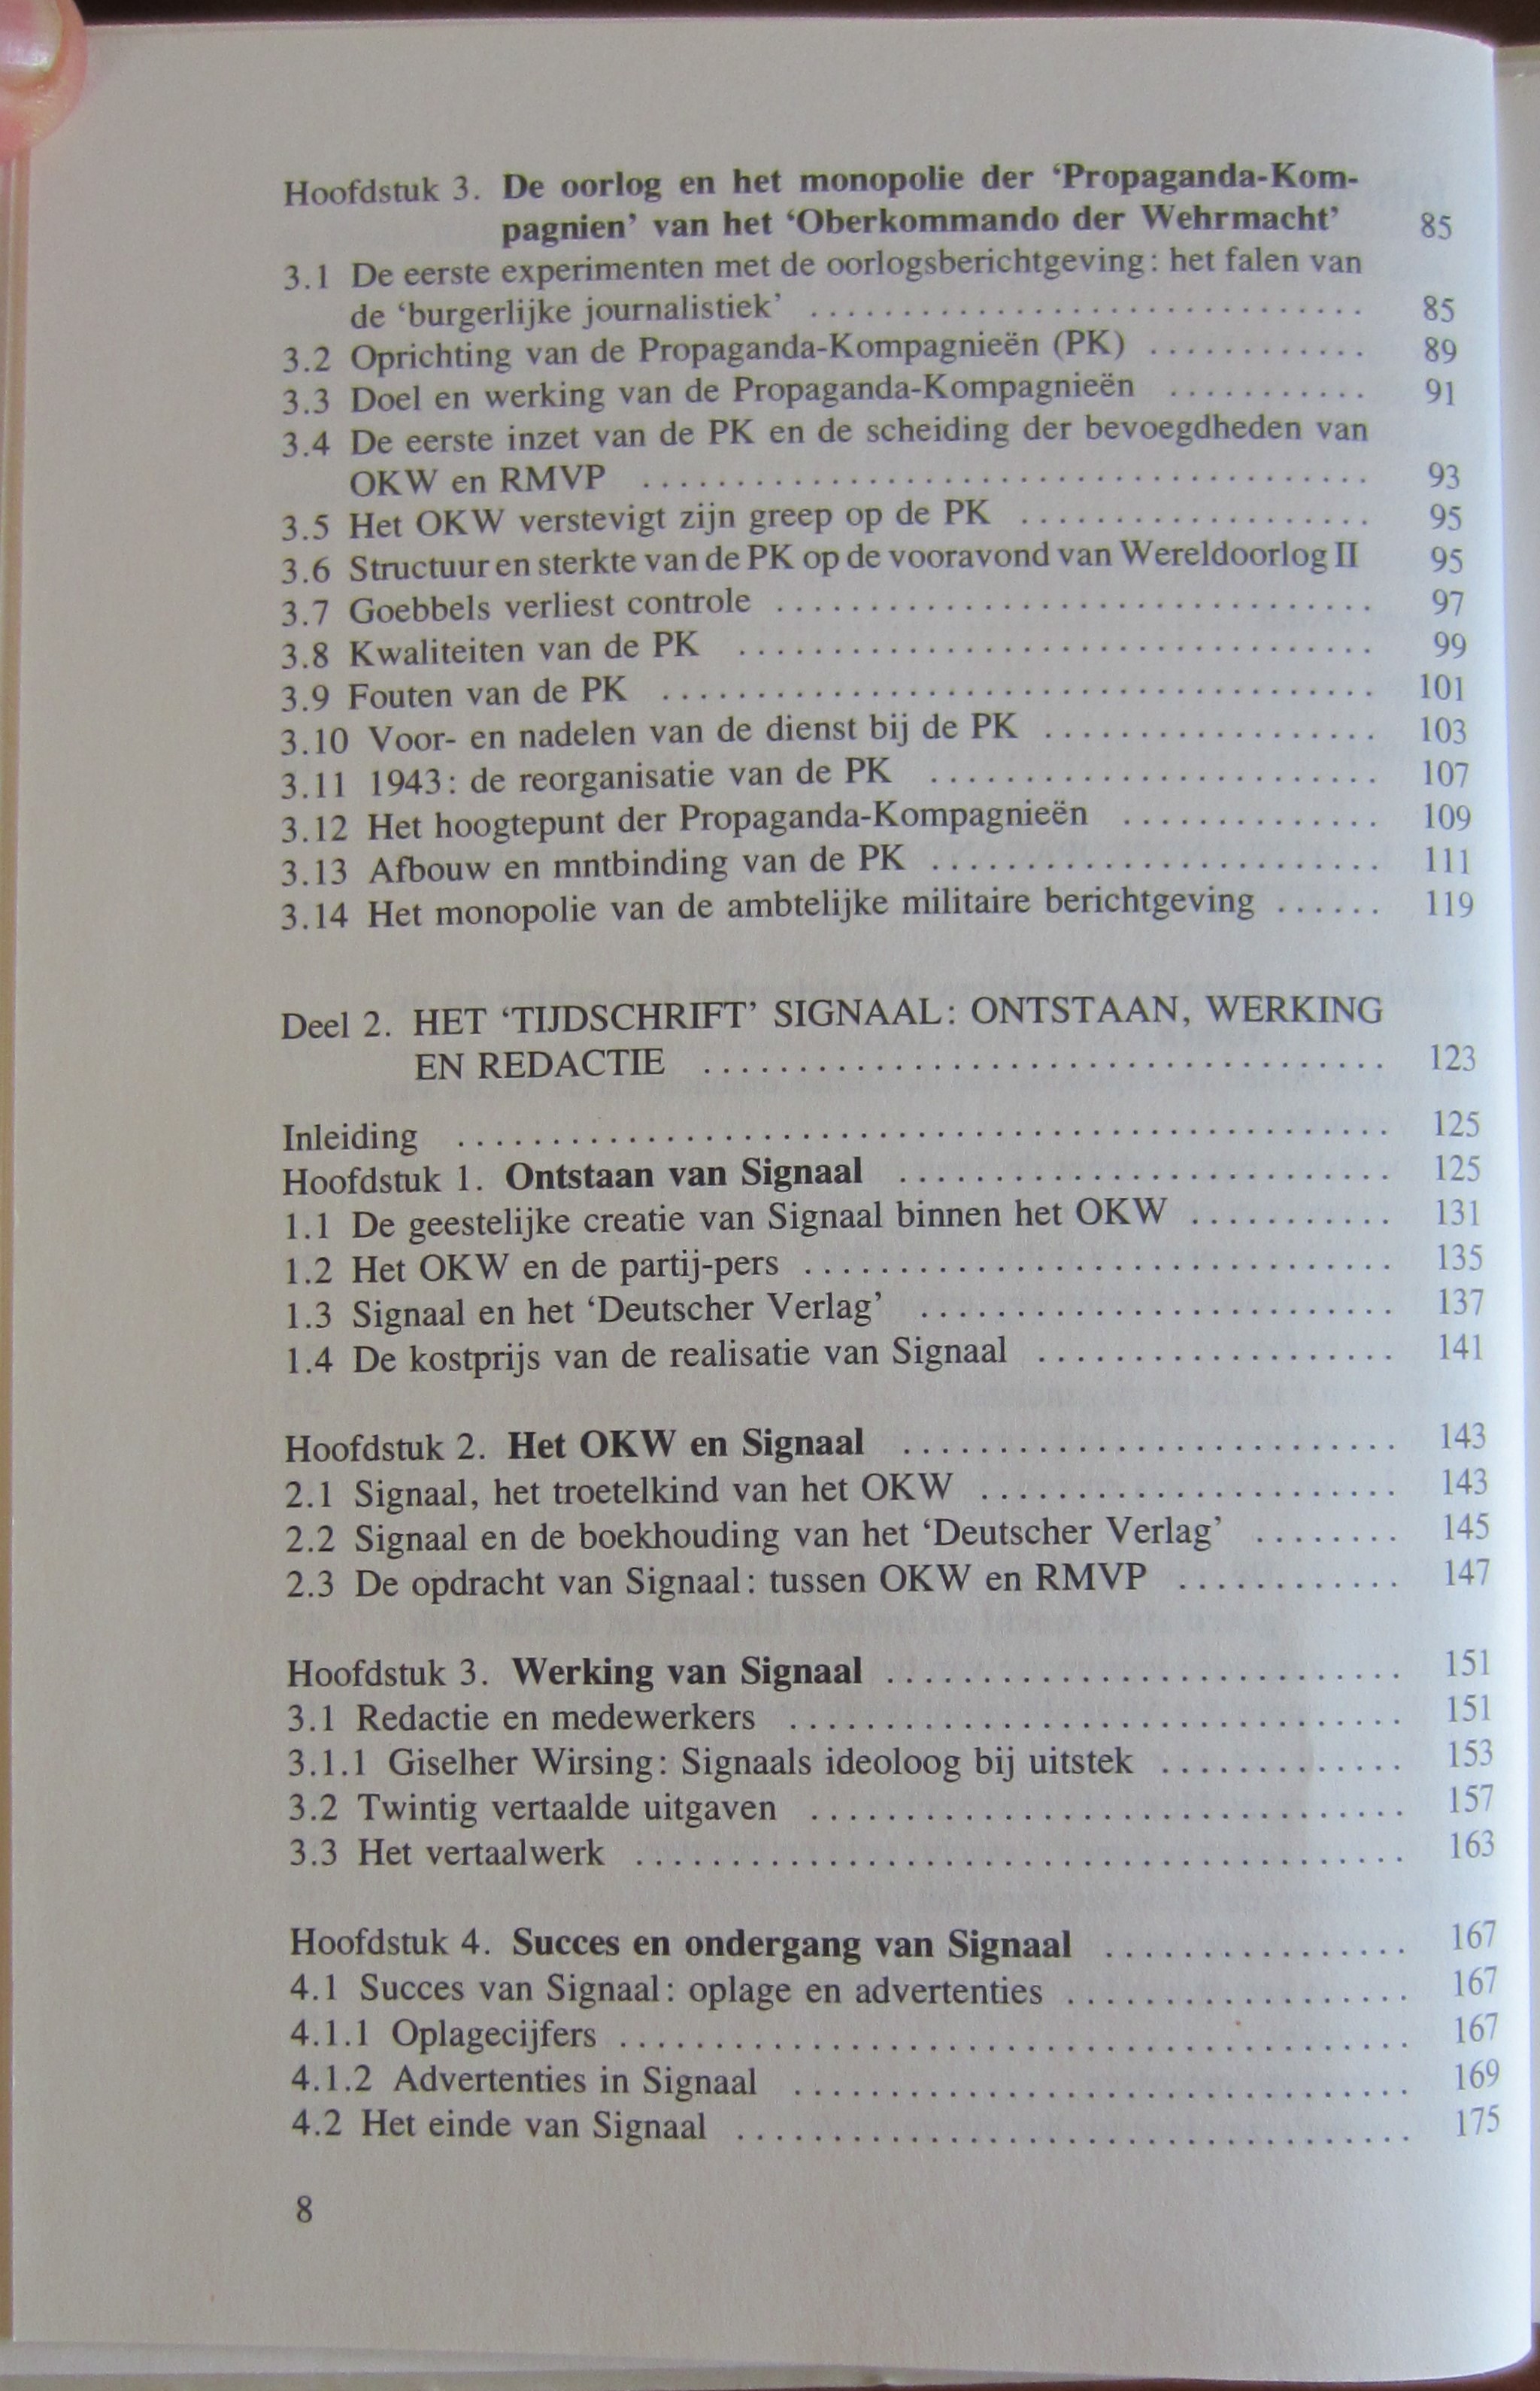 Hoofdstuk 3. De oorlog en het monopolie der ‘Propaganda-Kom-
pagnien’ van het ‘Oberkommando der Wehrmacht’ 85
3.1 De eerste experimenten met de oorlogsberichtgeving: het falen van
de ‘burgerlijke journalistiek’ .............................. 85
3.2 Oprichting van de Propaganda-Kompagnieën (PK) ............ 89
3.3 Doel en werking van de Propaganda-Kompagnieën ........... 91
3.4 De eerste inzet van de PK en de scheiding der bevoegdheden van
OKW en RMVP ....................................... 93
3.5 Het OKW verstevigt zijn greep op de PK ................... 95
3.6 Structuur en sterkte van de PK op de vooravond van Wereldoorlog II 95
3.7 Goebbels verliest controle ................................ 97
3.8 Kwaliteiten van de PK .................................. 99
3.9 Fouten van de PK ...................................... 101
3.10 Voor- en nadelen van de dienst bij de PK .................. 103
3.11 1943: de reorganisatie van de PK ........................ 107
3.12 Het hoogtepunt der Propaganda-Kompagnieën .............. 109
3.13 Afbouw en mntbinding van de PK ........................ 111
3.14 Het monopolie van de ambtelijke militaire berichtgeving ...... 119
Deel 2. HET ‘TIJDSCHRIFT’ SIGNAAL: ONTSTAAN, WERKING
EN REDACTIE .................................... 123
Inleiding .................................................. 125
Hoofdstuk 1. Ontstaan van Signaal .......................... 125
1.1 De geestelijke creatie van Signaal binnen het OKW ........... 131
1.2 Het OKW en de partij-pers ............................... 135
1.3 Signaal en het ‘Deutscher Verlag’ ......................... 137
1.4 De kostprijs van de realisatie van Signaal ................... 141
Hoofdstuk 2. Het OKW en Signaal .......................... 143
2.1 Signaal, het troetelkind van het OKW ...................... 143
2.2 Signaal en de boekhouding van het ‘Deutscher Verlag’ ........ 145
2.3 De opdracht van Signaal: tussen OKW en RMVP ............ 147
Hoofdstuk 3. Werking van Signaal ........................... 151
3.1 Redactie en medewerkers ................................ 151
3.1.1 Giselher Wirsing: Signaals ideoloog bij uitstek ............. 153
3.2 Twintig vertaalde uitgaven ............................... 157
3.3 Het vertaalwerk ........................................ 163
Hoofdstuk 4. Succes en ondergang van Signaal ................ 167
4.1 Succes van Signaal: oplage en advertenties .................. 167
4.1.1 Oplagecijfers ......................................... 167
4.1.2 Advertenties in Signaal ................................ 169
4.2 Het einde van Signaal ................................... 175
8